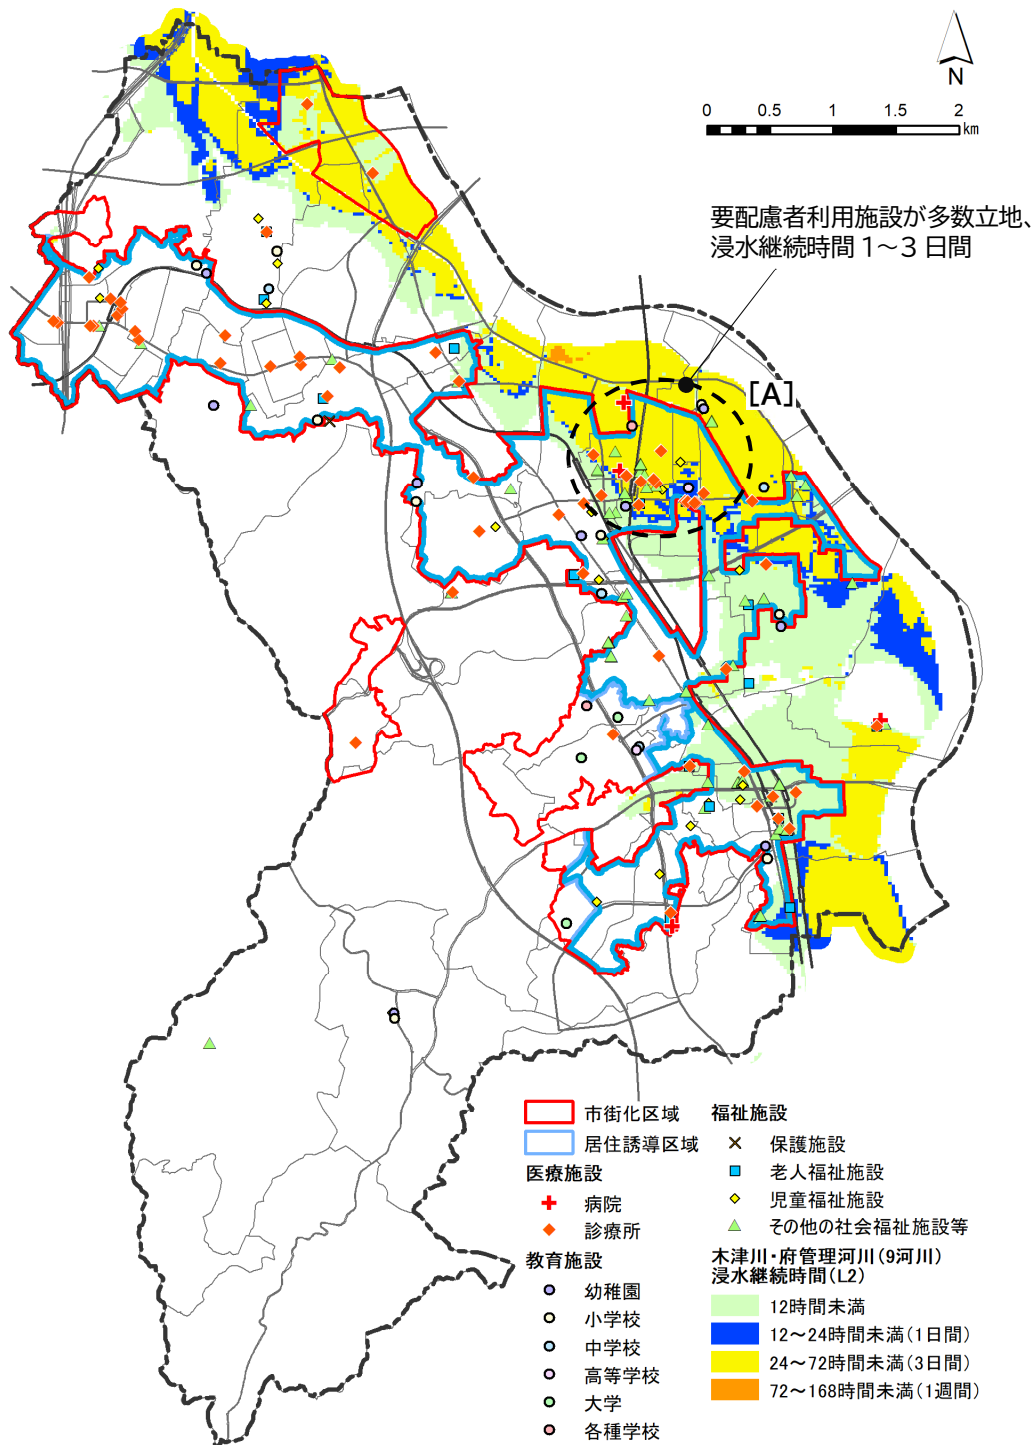 N
0 0.5 1 1.5 2
km
要配慮者利用施設が多数立地、
浸水継続時間1～3日間
[A]
市街化区域
居住誘導区域
医療施設
病院
診療所
教育施設
幼稚園
小学校
中学校
高等学校
大学
各種学校
福祉施設
保護施設
老人福祉施設
児童福祉施設
その他の社会福祉施設等
木津川・府管理河川(9河川)
浸水継続時間(L2)
12時間未満
12～24時間未満(1日間)
24～72時間未満(3日間)
72～168時間未満(1週間)